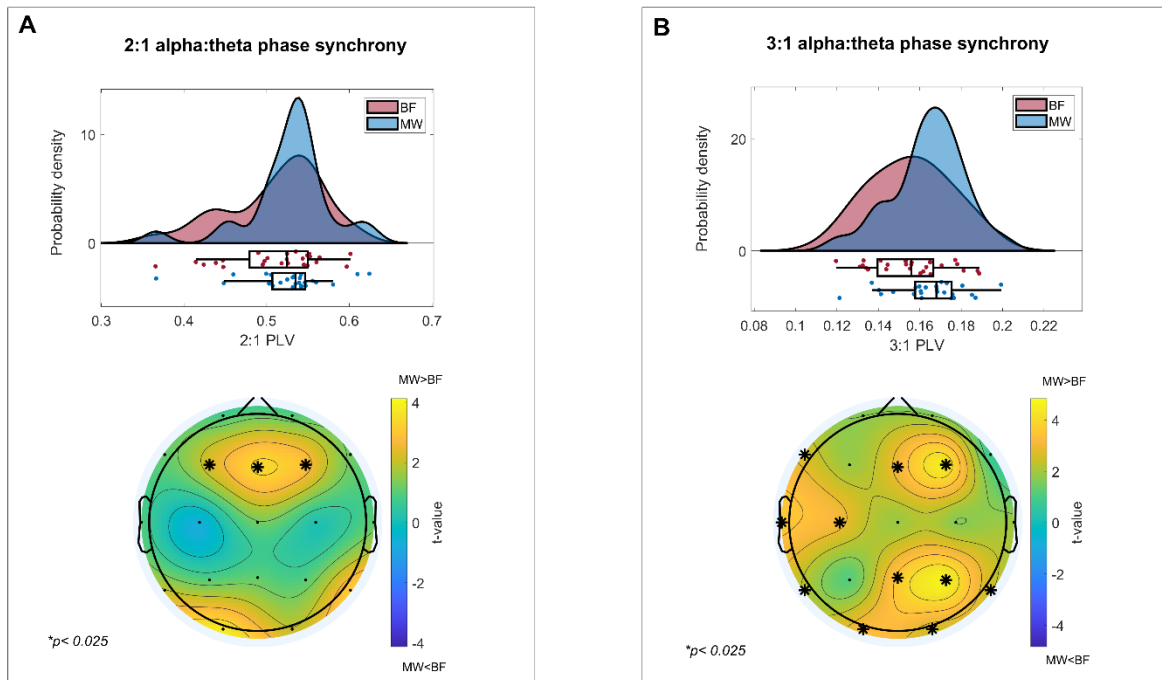 A
2:1 alpha:theta phase synchrony
Probability density
10
0
BF
MW
0.3 0.4 0.5 0.6 0.7
2:1 PLV
MW>BF
4
2
0
-2
-4
t-value
MW<BF
*p< 0.025
B
3:1 alpha:theta phase synchrony
Probability density
20
0
BF
MW
0.08 0.1 0.12 0.14 0.16 0.18 0.2 0.22
3:1 PLV
MW>BF
4
2
0
-2
-4
t-value
MW<BF
*p< 0.025